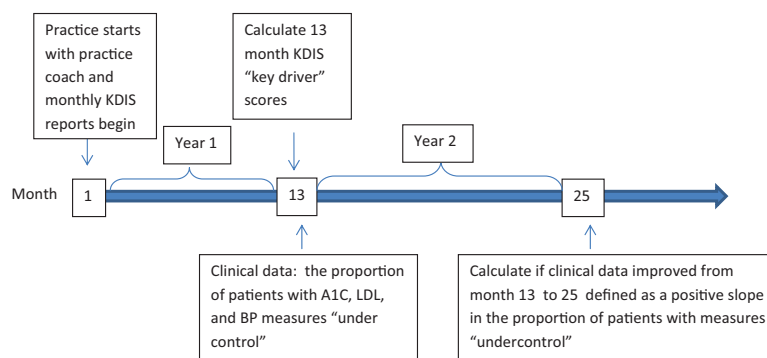 Practice starts
with practice
coach and
monthly KDIS
reports begin
Calculate 13
month KDIS
“key driver”
scores
Year 1
Year 2
Month
1
13
25
Clinical data:  the proportion
of patients with A1C, LDL,
and BP measures “under
control”
Calculate if clinical data improved from
month 13  to 25  defined as a positive slope
in the proportion of patients with measures
“undercontrol”